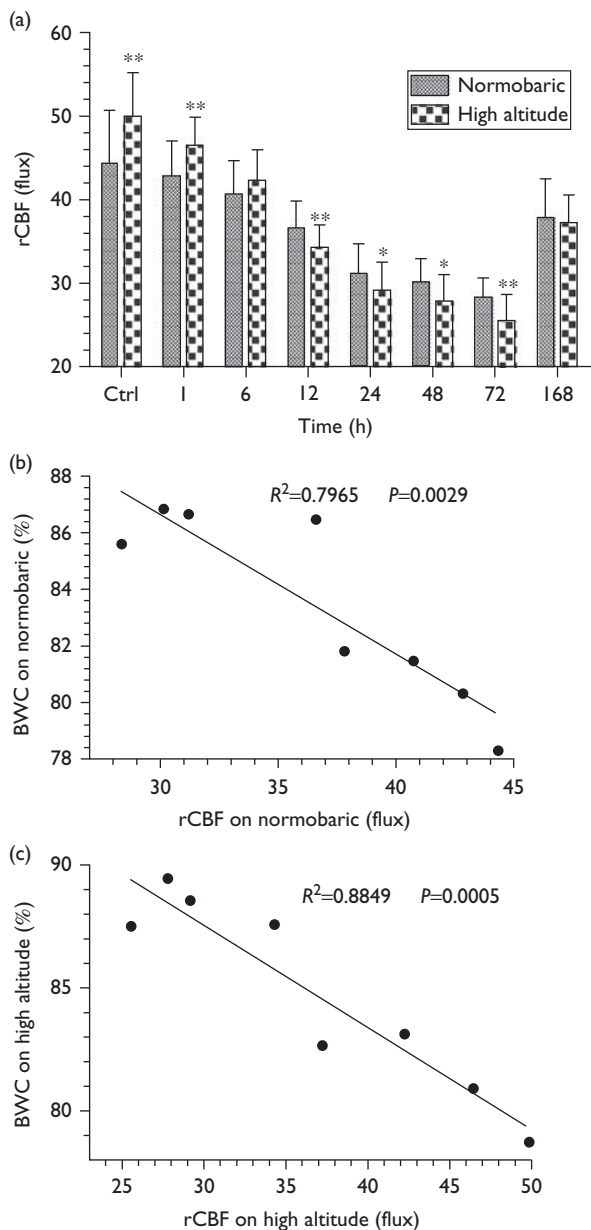 (a)
60
50
40
30
20
rCBF (flux)
** ** ** * * **
Normobaric
High altitude
Ctrl 1 6 12 24 48 72 168
Time (h)
(b)
88
86
84
82
80
78
BWC on normobaric (%)
R²=0.7965 P=0.0029
30 35 40 45
rCBF on normobaric (flux)
(c)
90
85
80
BWC on high altitude (%)
R²=0.8849 P=0.0005
25 30 35 40 45 50
rCBF on high altitude (flux)